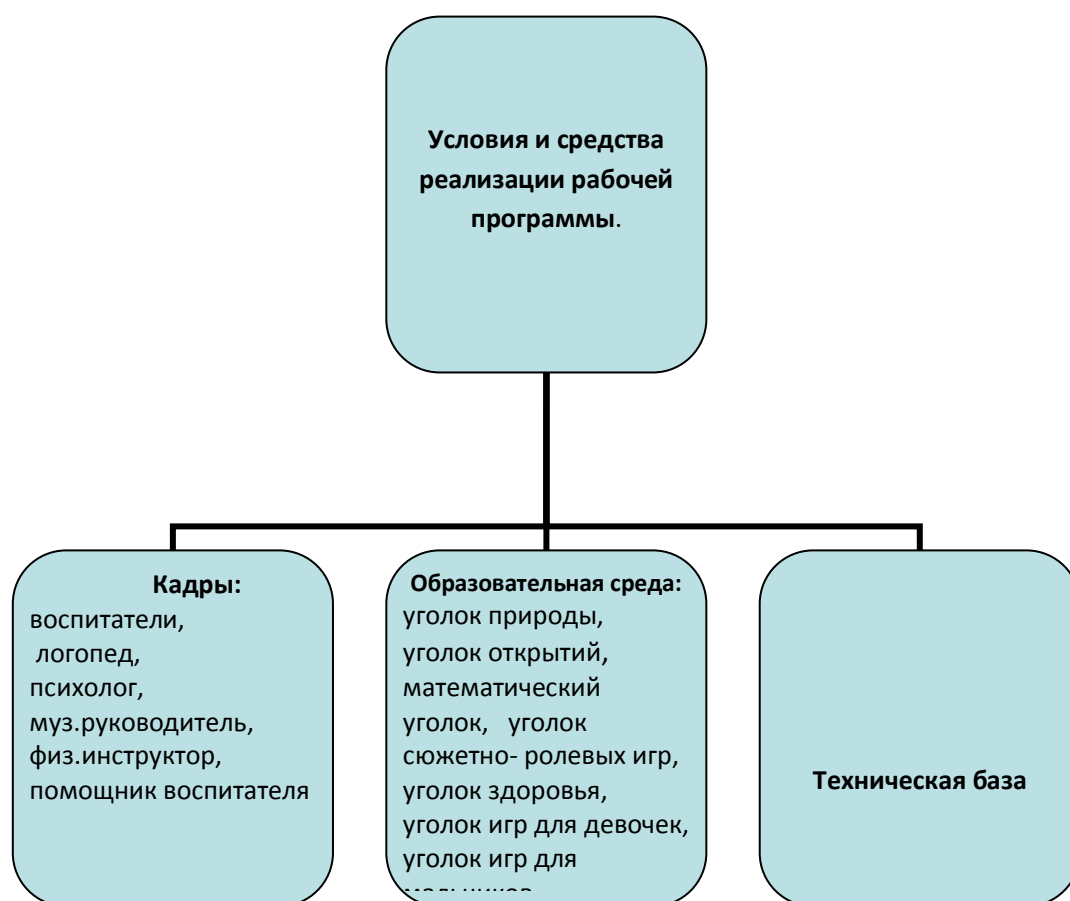 Условия и средства
реализации рабочей
программы.
Кадры:
воспитатели,
логопед,
психолог,
муз.руководитель,
физ.инструктор,
помощник воспитателя
Образовательная среда:
уголок природы,
уголок открытий,
математический
уголок, уголок
сюжетно- ролевых игр,
уголок здоровья,
уголок игр для девочек,
уголок игр для
Техническая база